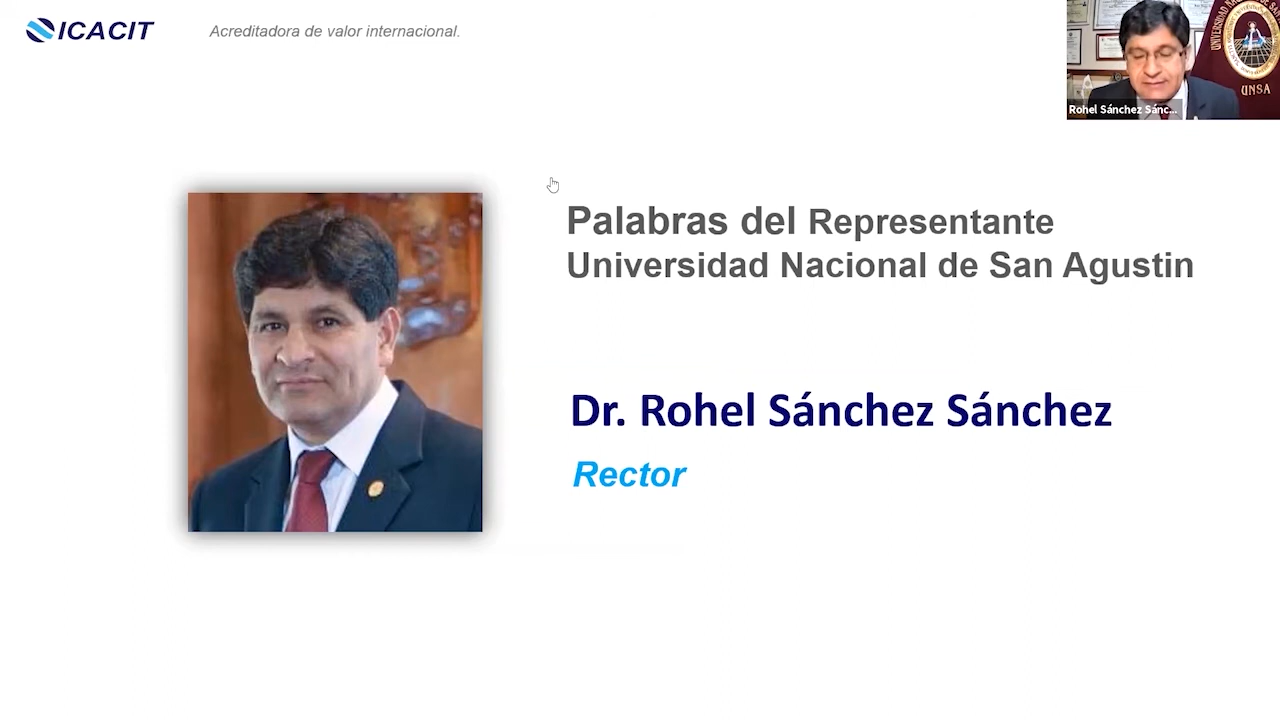 ICACIT
Acreditadora de valor internacional.
UNSA
Rohel Sánchez Sánc...
Palabras del Representante
Universidad Nacional de San Agustin
Dr. Rohel Sánchez Sánchez
Rector